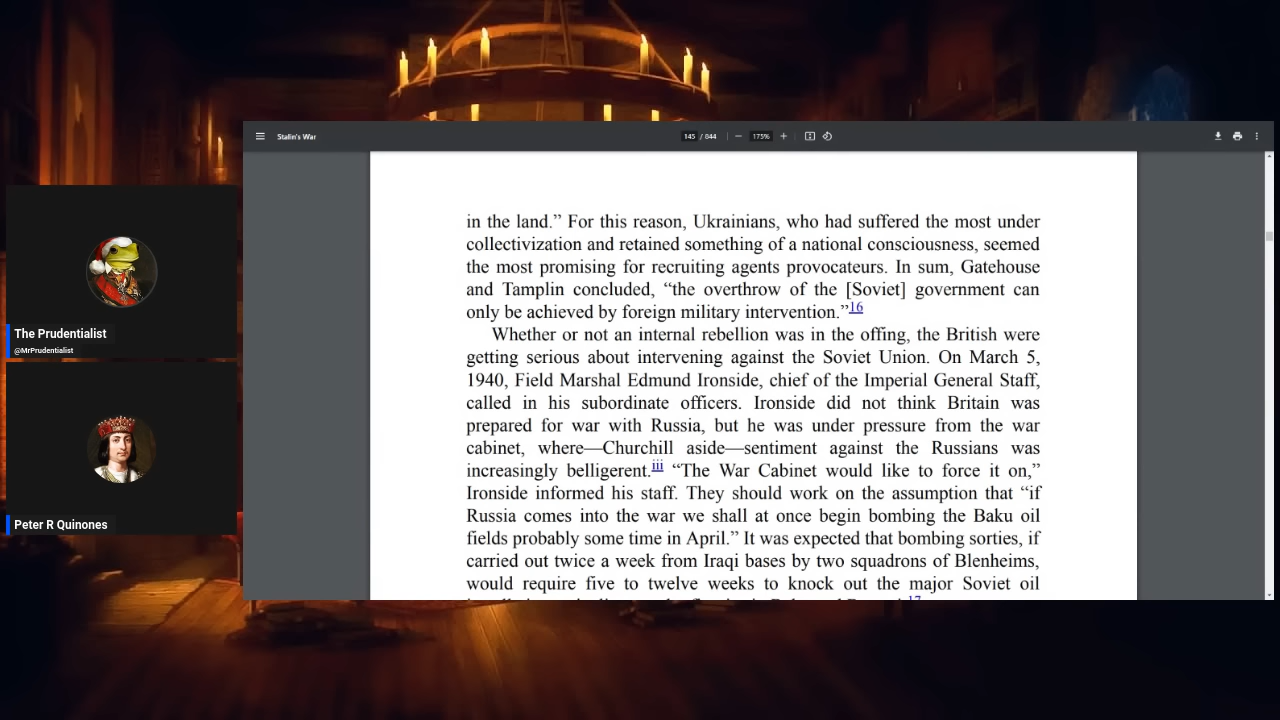 Stalin's War
145 / 844
175%
in the land.” For this reason, Ukrainians, who had suffered the most under
collectivization and retained something of a national consciousness, seemed
the most promising for recruiting agents provocateurs. In sum, Gatehouse
and Tamplin concluded, “the overthrow of the [Soviet] government can
only be achieved by foreign military intervention.”16
Whether or not an internal rebellion was in the offing, the British were
getting serious about intervening against the Soviet Union. On March 5,
1940, Field Marshal Edmund Ironside, chief of the Imperial General Staff,
called in his subordinate officers. Ironside did not think Britain was
prepared for war with Russia, but he was under pressure from the war
cabinet, where—Churchill aside—sentiment against the Russians was
increasingly belligerent.iii “The War Cabinet would like to force it on,”
Ironside informed his staff. They should work on the assumption that “if
Russia comes into the war we shall at once begin bombing the Baku oil
fields probably some time in April.” It was expected that bombing sorties, if
carried out twice a week from Iraqi bases by two squadrons of Blenheims,
would require five to twelve weeks to knock out the major Soviet oil
The Prudentialist
@MrPrudentialist
Peter R Quinones